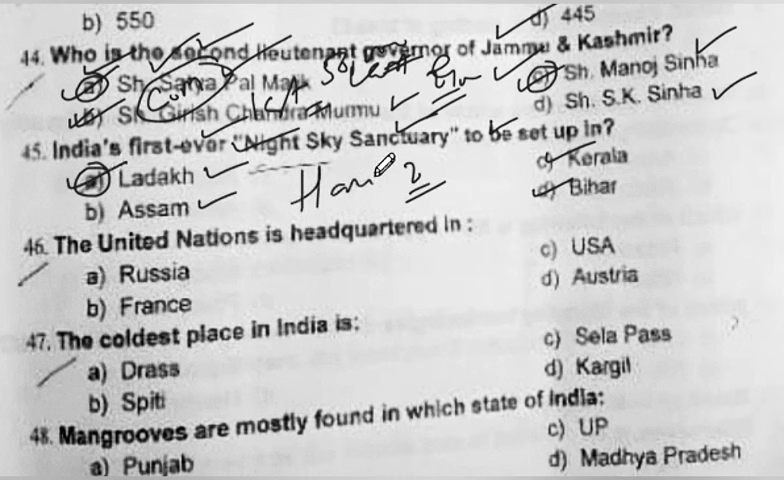 b) 550
d) 445
44. Who is the second lieutenant governor of Jammu & Kashmir?
a) Sh. Satya Pal Malik
c) Sh. Manoj Sinha
b) Sh. Girish Chandra Murmu
d) Sh. S.K. Sinha
45. India's first-ever "Night Sky Sanctuary" to be set up in?
a) Ladakh
c) Kerala
b) Assam
d) Bihar
46. The United Nations is headquartered in :
a) Russia
c) USA
b) France
d) Austria
47. The coldest place in India is:
a) Drass
c) Sela Pass
b) Spiti
d) Kargil
48. Mangrooves are mostly found in which state of India:
a) Punjab
c) UP
d) Madhya Pradesh